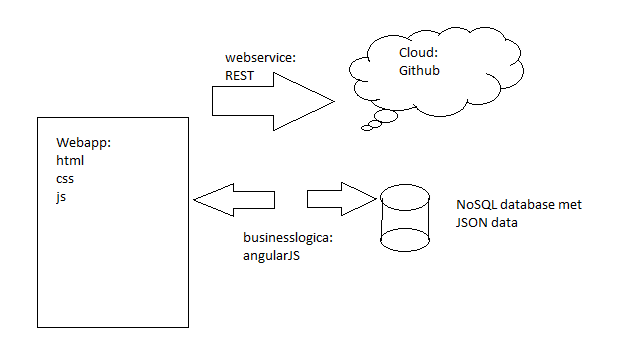 webservice:
REST
Cloud:
Github
Webapp:
html
css
js
businesslogica:
angularJS
NoSQL database met
JSON data